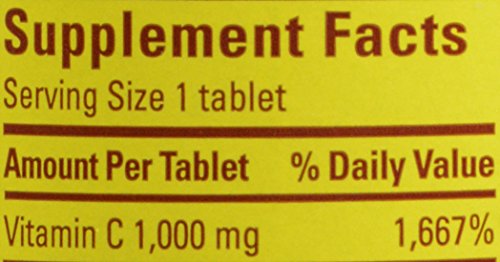 Supplement Facts
Serving Size 1 tablet
Amount Per Tablet % Daily Value
Vitamin C 1,000 mg 1,667%